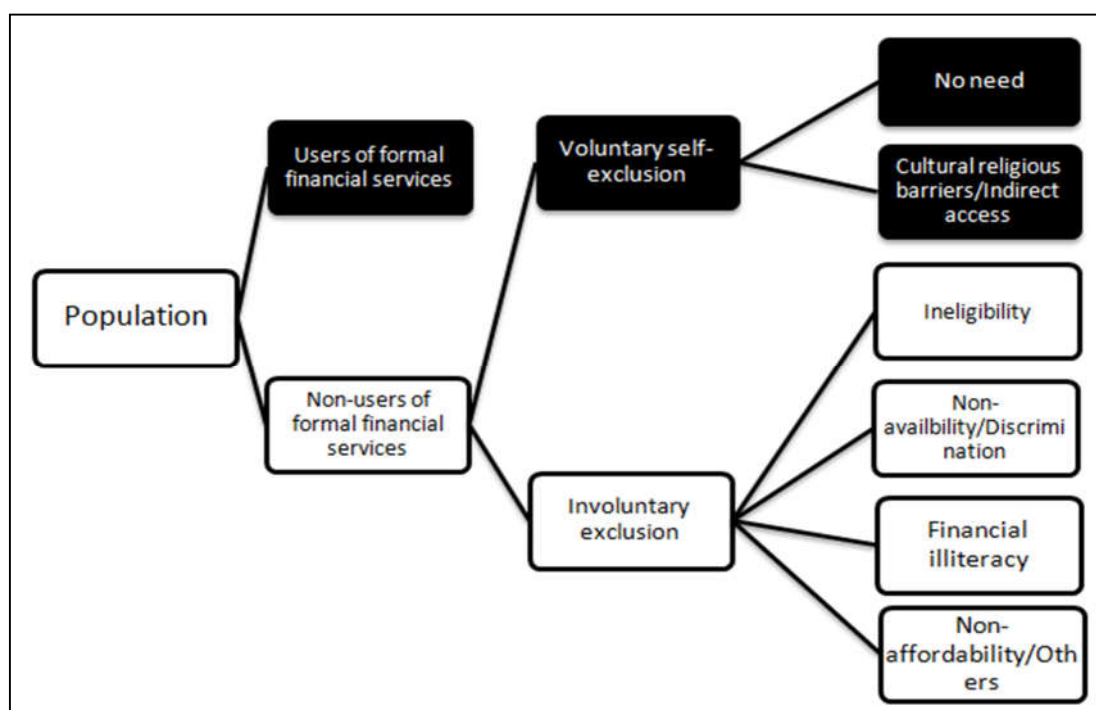 Population
Users of formal
financial services
Non-users of
formal financial
services
Voluntary self-
exclusion
Involuntary
exclusion
No need
Cultural religious
barriers/Indirect
access
Ineligibility
Non-
availbility/Discrimi
nation
Financial
illiteracy
Non-
affordability/Oth
ers